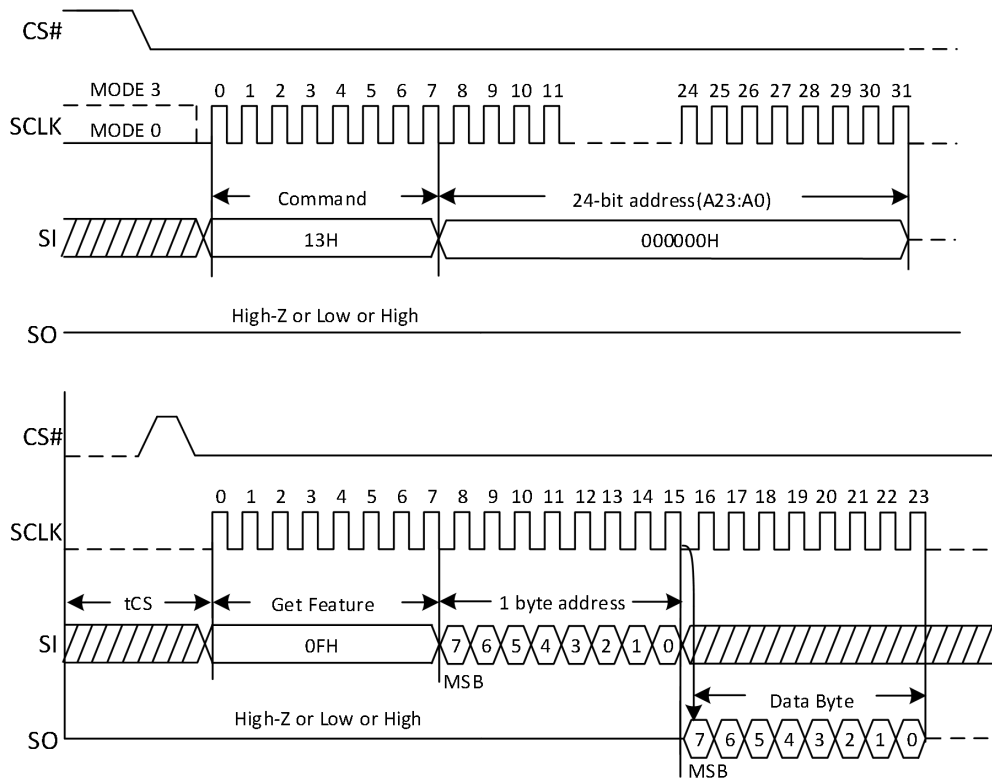 CS#
MODE 3
0 1 2 3 4 5 6 7 8 9 10 11 24 25 26 27 28 29 30 31
SCLK
MODE 0
Command
24-bit address(A23:A0)
SI
13H
000000H
High-Z or Low or High
SO
CS#
0 1 2 3 4 5 6 7 8 9 10 11 12 13 14 15 16 17 18 19 20 21 22 23
SCLK
tCS
Get Feature
1 byte address
SI
0FH
7 6 5 4 3 2 1 0
MSB
Data Byte
High-Z or Low or High
SO
7 6 5 4 3 2 1 0
MSB